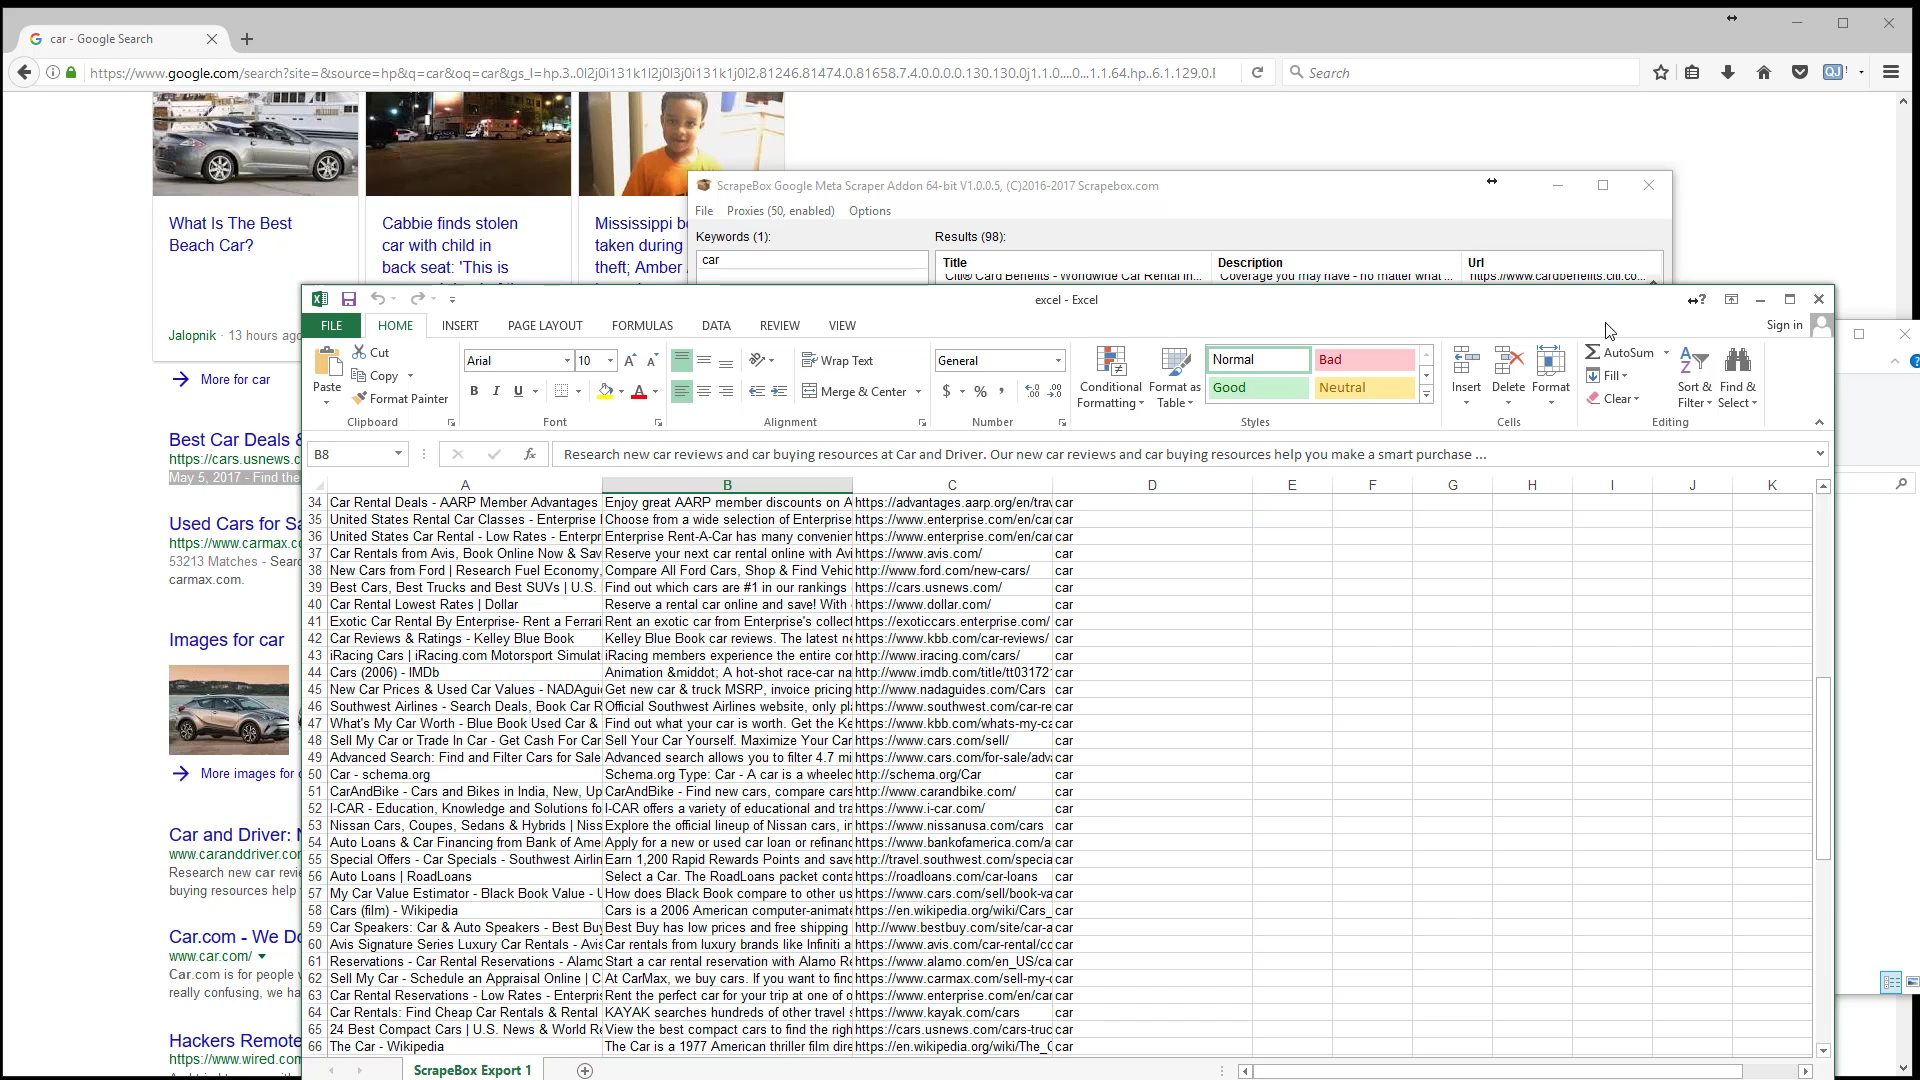 car - Google Search
https://www.google.com/search?site=&source=hp&q=car&oq=car&gs_l=hp.3..0l2j0i131k1l2j0l3j0i131k1j0l2.81246.81474.0.81658.7.4.0.0.0.0.130.130.0j1.1.0....0...1.1.64.hp..6.1.129.0.
Search
What Is The Best
Beach Car?
Jalopnik · 13 hours ago
Cabbie finds stolen
car with child in
back seat: 'This is
Mississippi b
taken during
theft; Amber
More for car
Best Car Deals &
https://cars.usnews.c
May 5, 2017 - Find the
Used Cars for Sa
https://www.carmax.co
53213 Matches - Sear
carmax.com.
Images for car
More images for c
Car and Driver:
www.caranddriver.co
Research new car revi
buying resources help
Car.com - We Do
www.car.com/
Car.com is for people
really confusing, we ha
Hackers Remote
https://www.wired.com
ScrapeBox Google Meta Scraper Addon 64-bit V1.0.0.5, (C)2016-2017 Scrapebox.com
File Proxies (50, enabled) Options
Keywords (1): Results (98):
car
Title Description Url
Citi® Card Benefits - Worldwide Car Rental In... Coverage you may have - no matter what ... https://www.cardbenefits.citi.co...
excel - Excel
FILE HOME INSERT PAGE LAYOUT FORMULAS DATA REVIEW VIEW Sign in
Paste
Cut
Copy
Format Painter
Clipboard
Arial 10
B I U
Font
Wrap Text
Merge & Center
Alignment
General
$ % ,
Number
Conditional Formatting
Format as Table
Normal Bad
Good Neutral
Styles
Insert Delete Format
Cells
AutoSum
Fill
Clear
Sort & Filter
Find & Select
Editing
B8 fx Research new car reviews and car buying resources at Car and Driver. Our new car reviews and car buying resources help you make a smart purchase ...
A B C D E F G H I J K
34 Car Rental Deals - AARP Member Advantages Enjoy great AARP member discounts on A https://advantages.aarp.org/en/tra car
35 United States Rental Car Classes - Enterprise Choose from a wide selection of Enterprise https://www.enterprise.com/en/car car
36 United States Car Rental - Low Rates - Enterpr Enterprise Rent-A-Car has many convenien https://www.enterprise.com/en/car car
37 Car Rentals from Avis, Book Online Now & Sav Reserve your next car rental online with Avi https://www.avis.com/ car
38 New Cars from Ford | Research Fuel Economy, Compare All Ford Cars, Shop & Find Vehic http://www.ford.com/new-cars/ car
39 Best Cars, Best Trucks and Best SUVs | U.S. Find out which cars are #1 in our rankings https://cars.usnews.com/ car
40 Car Rental Lowest Rates | Dollar Reserve a rental car online and save! With https://www.dollar.com/ car
41 Exotic Car Rental By Enterprise- Rent a Ferrari Rent an exotic car from Enterprise's collect https://exoticcars.enterprise.com/ car
42 Car Reviews & Ratings - Kelley Blue Book Kelley Blue Book car reviews. The latest ne https://www.kbb.com/car-reviews/ car
43 iRacing Cars | iRacing.com Motorsport Simulat iRacing members experience the entire cor http://www.iracing.com/cars/ car
44 Cars (2006) - IMDb Animation &middot; A hot-shot race-car na http://www.imdb.com/title/tt031721 car
45 New Car Prices & Used Car Values - NADAgui Get new car & truck MSRP, invoice pricing http://www.nadaguides.com/Cars car
46 Southwest Airlines - Search Deals, Book Car R Official Southwest Airlines website, only pl https://www.southwest.com/car-re car
47 What's My Car Worth - Blue Book Used Car & Find out what your car is worth. Get the Ke https://www.kbb.com/whats-my-ca car
48 Sell My Car or Trade In Car - Get Cash For Car Sell Your Car Yourself. Maximize Your Car https://www.cars.com/sell/ car
49 Advanced Search: Find and Filter Cars for Sale Advanced search allows you to filter 4.7 mi https://www.cars.com/for-sale/adv car
50 Car - schema.org Schema.org Type: Car - A car is a wheeled http://schema.org/Car car
51 CarAndBike - Cars and Bikes in India, New, Up CarAndBike - Find new cars, compare cars http://www.carandbike.com/ car
52 I-CAR - Education, Knowledge and Solutions fo I-CAR offers a variety of educational and tra https://www.i-car.com/ car
53 Nissan Cars, Coupes, Sedans & Hybrids | Niss Explore the official lineup of Nissan cars, in https://www.nissanusa.com/cars car
54 Auto Loans & Car Financing from Bank of Ame Apply for a new or used car loan or refinanc https://www.bankofamerica.com/a car
55 Special Offers - Car Specials - Southwest Airlin Earn 1,200 Rapid Rewards Points and save http://travel.southwest.com/specia car
56 Auto Loans | RoadLoans Select a Car. The RoadLoans packet conta https://roadloans.com/car-loans car
57 My Car Value Estimator - Black Book Value - U How does Black Book compare to other us https://www.cars.com/sell/book-va car
58 Cars (film) - Wikipedia Cars is a 2006 American computer-animate https://en.wikipedia.org/wiki/Cars_ car
59 Car Speakers: Car & Auto Speakers - Best Buy Best Buy has low prices and free shipping http://www.bestbuy.com/site/car-a car
60 Avis Signature Series Luxury Car Rentals - Avis Car rentals from luxury brands like Infiniti a https://www.avis.com/car-rental/co car
61 Reservations - Car Rental Reservations - Alamo Start a car rental reservation with Alamo Re https://www.alamo.com/en_US/ca car
62 Sell My Car - Schedule an Appraisal Online | C At CarMax, we buy cars. If you want to find https://www.carmax.com/sell-my-c car
63 Car Rental Reservations - Low Rates - Enterpris Rent the perfect car for your trip at one of o https://www.enterprise.com/en/car car
64 Car Rentals: Find Cheap Car Rentals & Rental KAYAK searches hundreds of other travel s https://www.kayak.com/cars car
65 24 Best Compact Cars | U.S. News & World Re View the best compact cars to find the righ https://cars.usnews.com/cars-truc car
66 The Car - Wikipedia The Car is a 1977 American thriller film dire https://en.wikipedia.org/wiki/The_C car
ScrapeBox Export 1